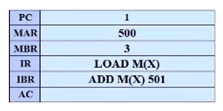 PC 1
MAR 500
MBR 3
IR LOAD M(X)
IBR ADD M(X) 501
AC